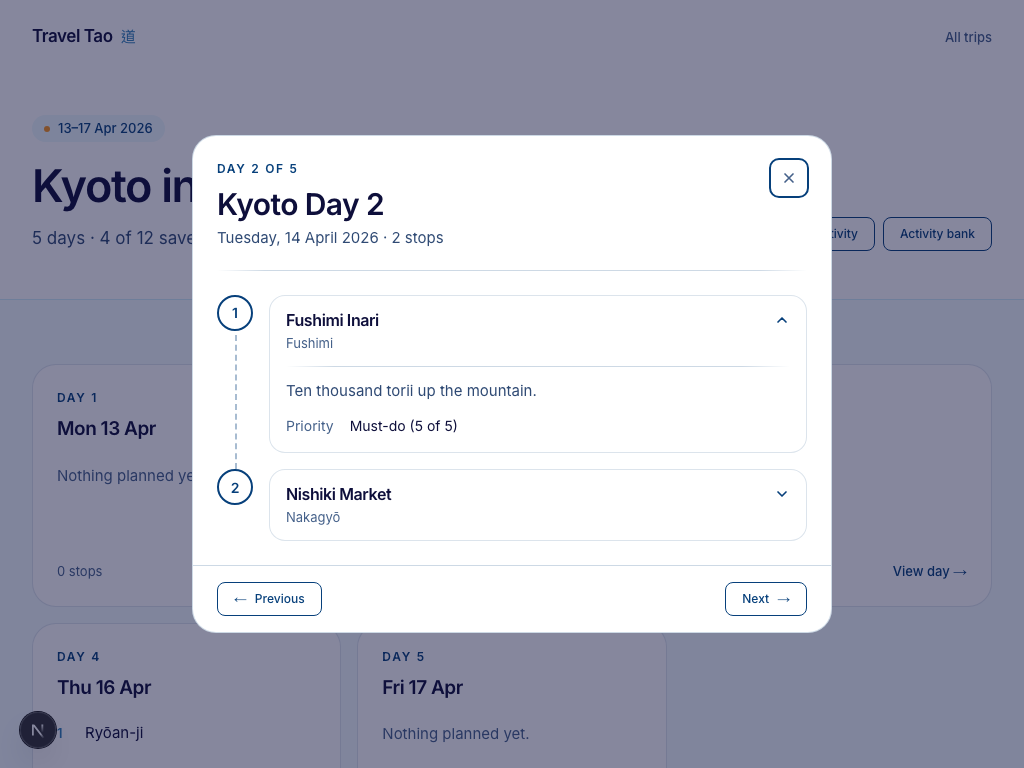 Travel Tao 道
All trips
13–17 Apr 2026
Kyoto in
5 days · 4 of 12 save
tivity
Activity bank
DAY 2 OF 5
Kyoto Day 2
Tuesday, 14 April 2026 · 2 stops
×
1
Fushimi Inari
Fushimi
Ten thousand torii up the mountain.
Priority Must-do (5 of 5)
2
Nishiki Market
Nakagyō
← Previous
Next →
DAY 1
Mon 13 Apr
Nothing planned ye
0 stops
View day →
DAY 4
Thu 16 Apr
1 Ryōan-ji
DAY 5
Fri 17 Apr
Nothing planned yet.
N